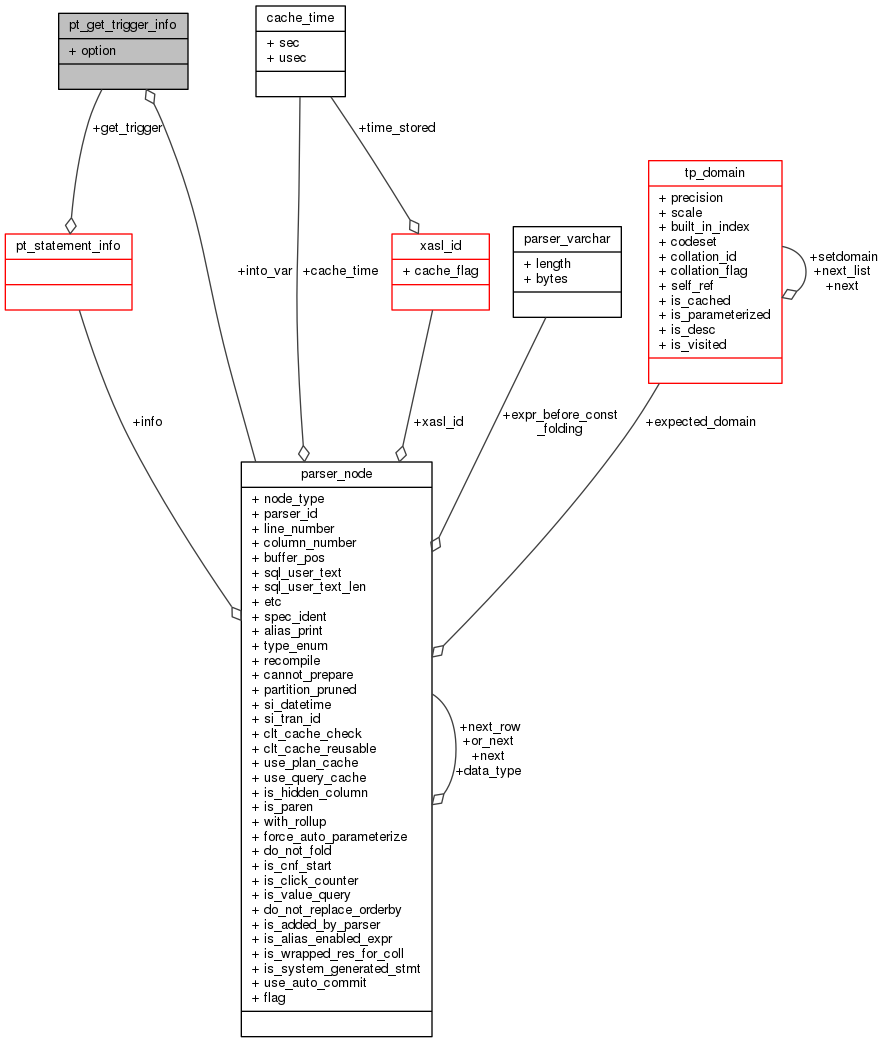 pt_get_trigger_info
+ option
cache_time
+ sec
+ usec
+get_trigger
+time_stored
tp_domain
+ precision
+ scale
+ built_in_index
+ codeset
+ collation_id
+ collation_flag
+ self_ref
+ is_cached
+ is_parameterized
+ is_desc
+ is_visited
+setdomain
+next_list
+next
pt_statement_info
xasl_id
+ cache_flag
parser_varchar
+ length
+ bytes
+into_var
+cache_time
+info
+xasl_id
+expr_before_const
_folding
+expected_domain
parser_node
+ node_type
+ parser_id
+ line_number
+ column_number
+ buffer_pos
+ sql_user_text
+ sql_user_text_len
+ etc
+ spec_ident
+ alias_print
+ type_enum
+ recompile
+ cannot_prepare
+ partition_pruned
+ si_datetime
+ si_tran_id
+ clt_cache_check
+ clt_cache_reusable
+ use_plan_cache
+ use_query_cache
+ is_hidden_column
+ is_paren
+ with_rollup
+ force_auto_parameterize
+ do_not_fold
+ is_cnf_start
+ is_click_counter
+ is_value_query
+ do_not_replace_orderby
+ is_added_by_parser
+ is_alias_enabled_expr
+ is_wrapped_res_for_coll
+ is_system_generated_stmt
+ use_auto_commit
+ flag
+next_row
+or_next
+next
+data_type